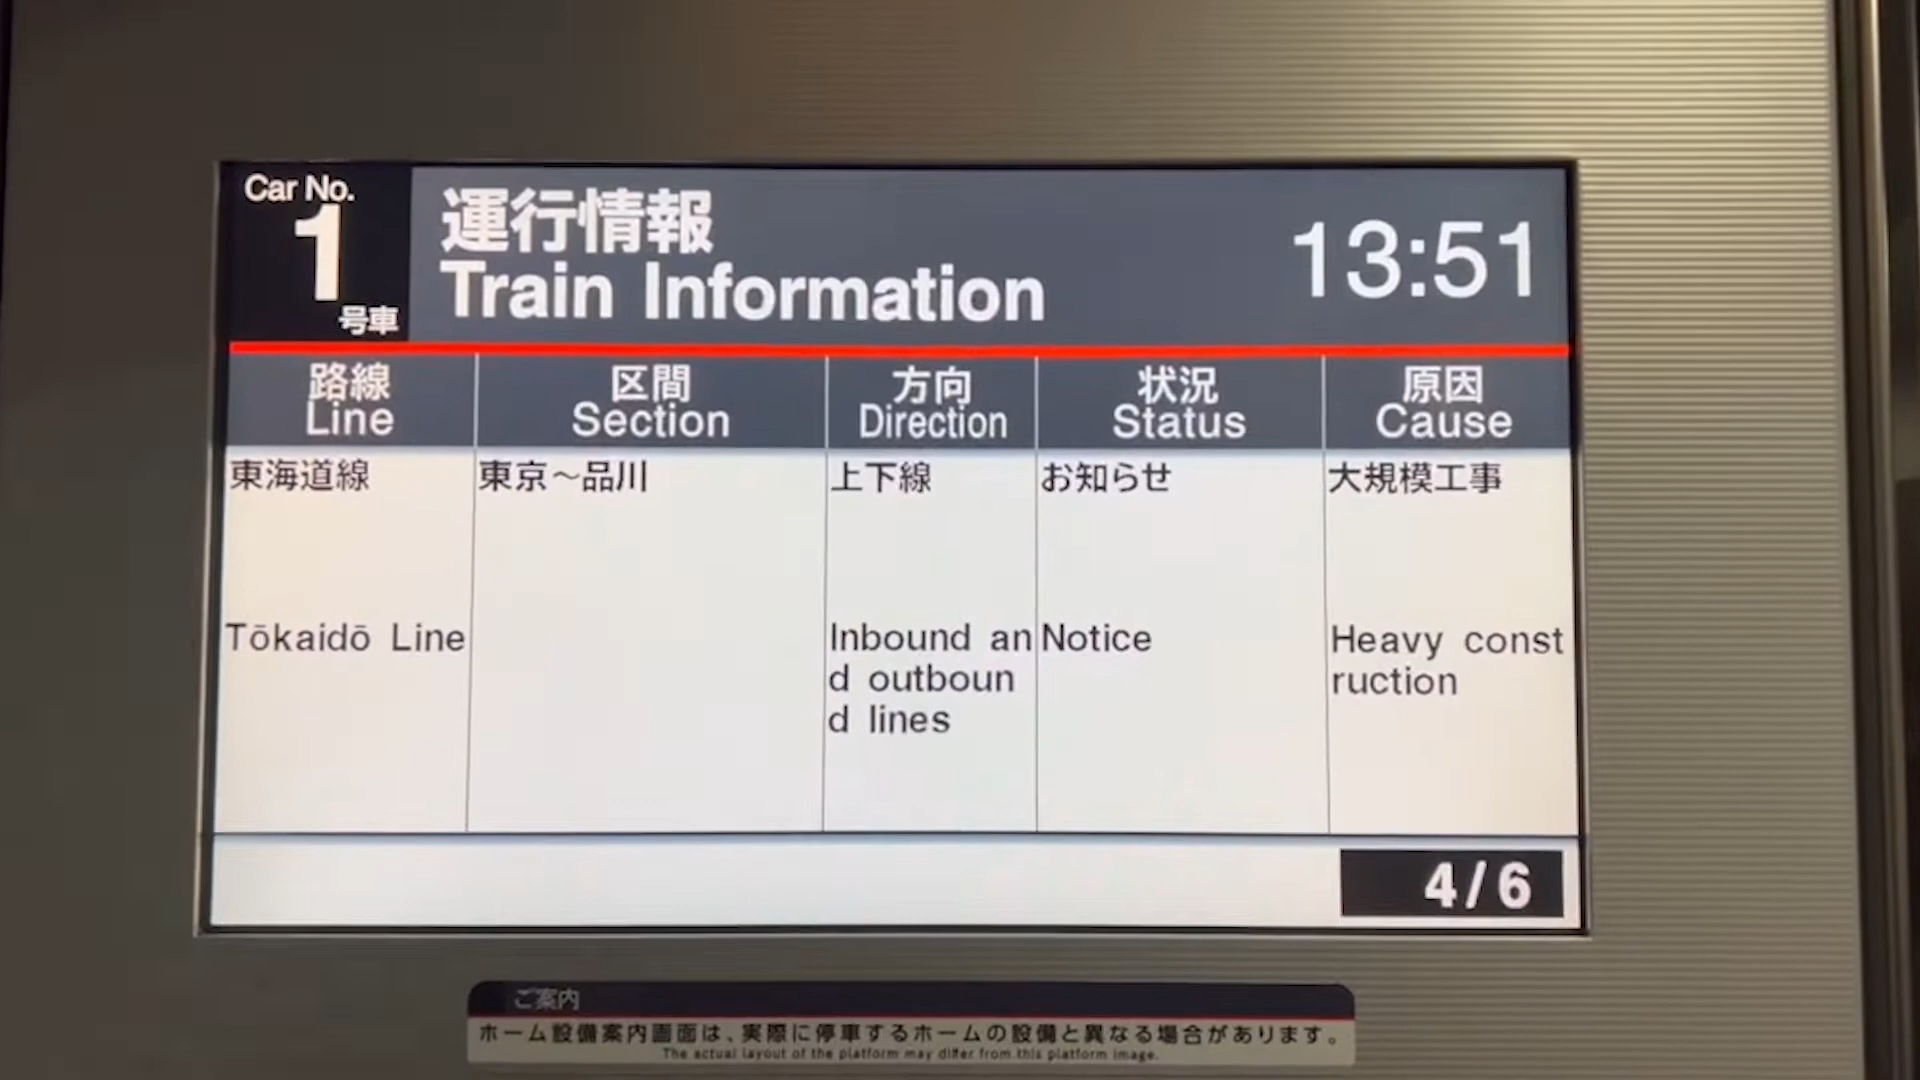 Car No.
1
号車
運行情報
Train Information
13:51
路線
Line
区間
Section
方向
Direction
状況
Status
原因
Cause
東海道線
東京～品川
上下線
お知らせ
大規模工事
Tōkaidō Line
Inbound an
d outboun
d lines
Notice
Heavy const
ruction
4/6
ご案内
ホーム設備案内画面は、実際に停車するホームの設備と異なる場合があります。
The actual layout of the platform may differ from this platform image.